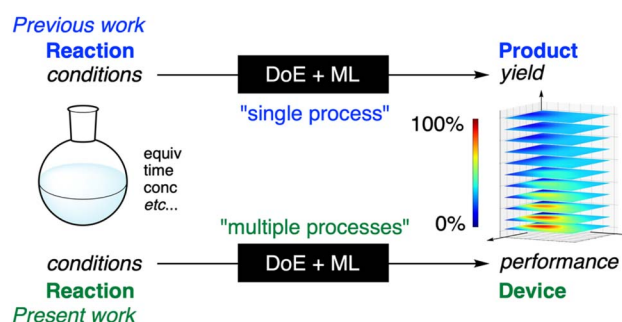 Previous work
Reaction
Product
conditions
DoE + ML
yield
"single process"
100%
equiv
time
conc
etc...
"multiple processes"
0%
conditions
DoE + ML
performance
Reaction
Device
Present work